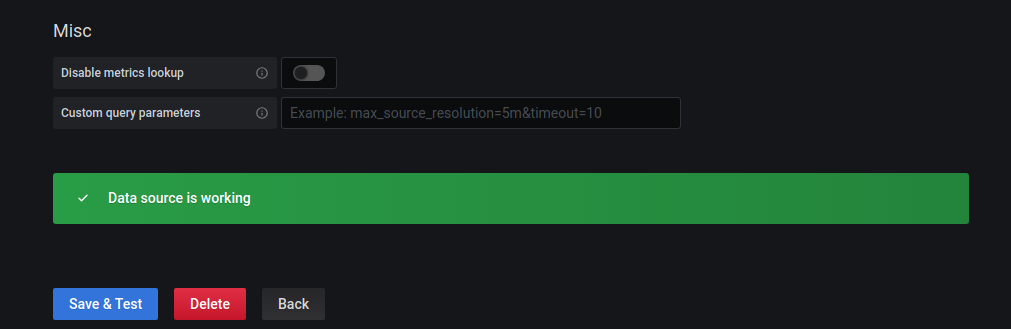 Misc
Disable metrics lookup
Custom query parameters Example: max_source_resolution=5m&timeout=10
Data source is working
Save & Test Delete Back